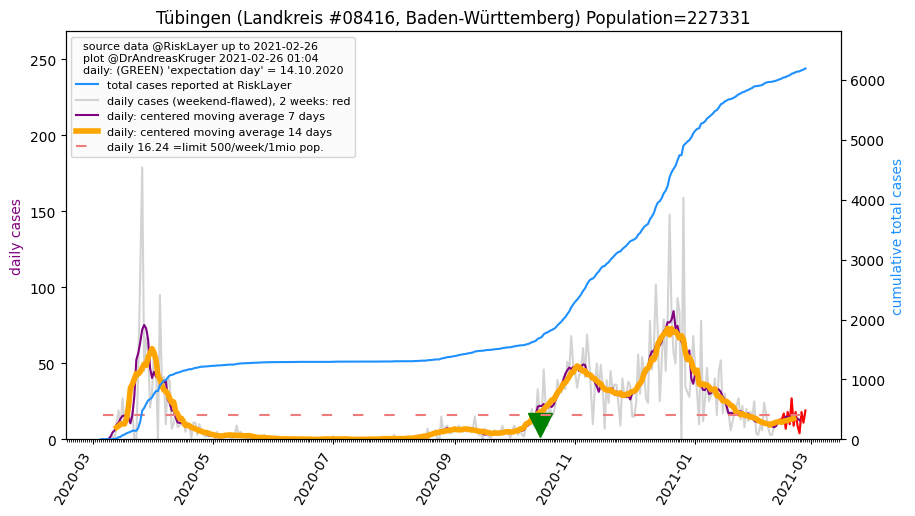 Tübingen (Landkreis #08416, Baden-Württemberg) Population=227331
source data @RiskLayer up to 2021-02-26
plot @DrAndreasKruger 2021-02-26 01:04
daily: (GREEN) 'expectation day' = 14.10.2020
total cases reported at RiskLayer
daily cases (weekend-flawed), 2 weeks: red
daily: centered moving average 7 days
daily: centered moving average 14 days
daily 16.24 =limit 500/week/1mio pop.
daily cases
250
200
150
100
50
0
cumulative total cases
6000
5000
4000
3000
2000
1000
0
2020-03
2020-05
2020-07
2020-09
2020-11
2021-01
2021-03